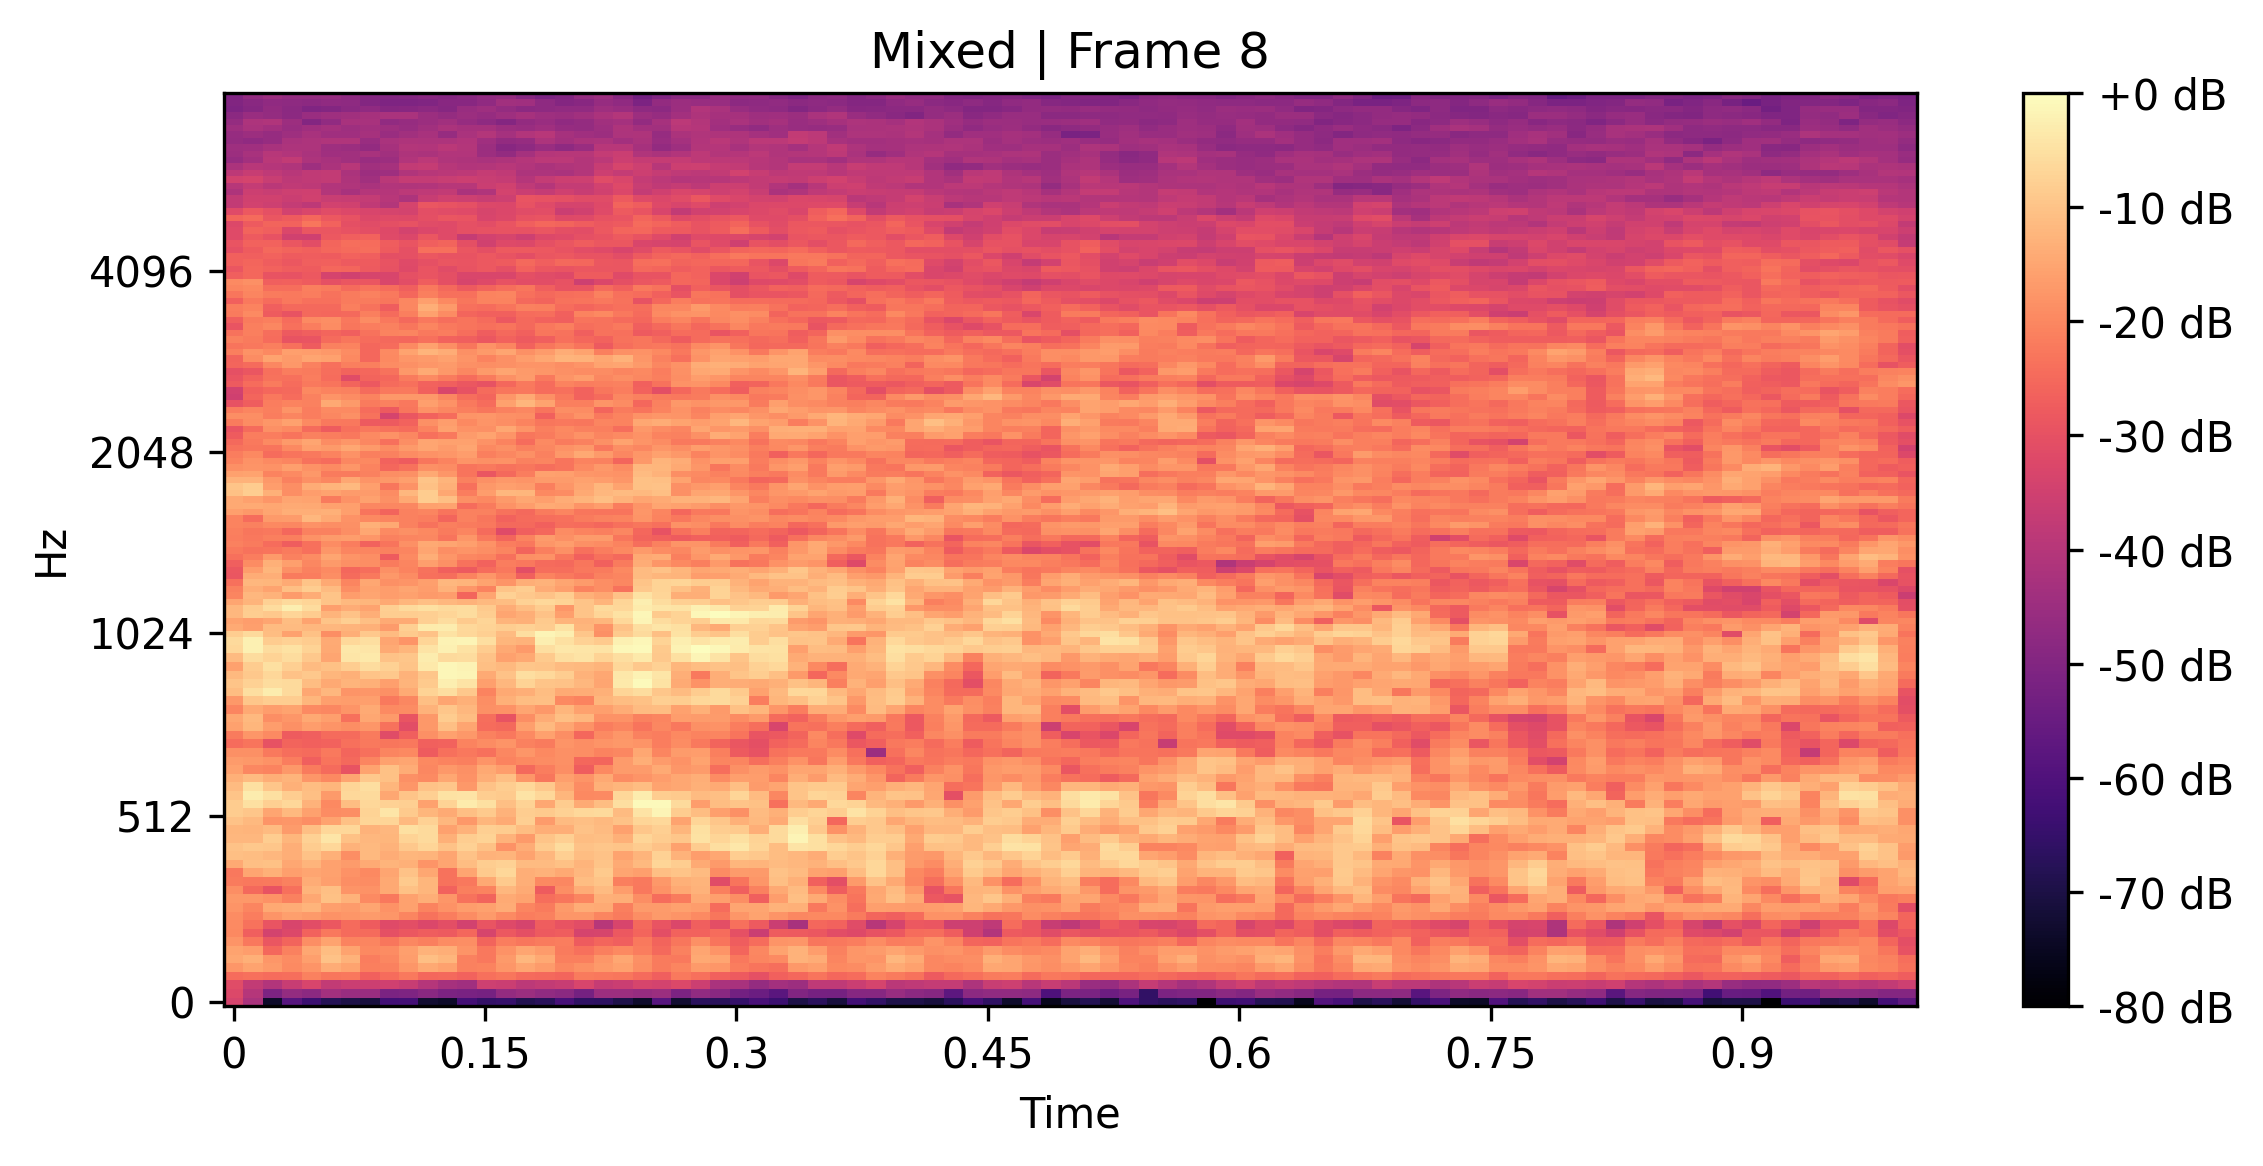 Mixed | Frame 8
+0 dB
-10 dB
-20 dB
-30 dB
-40 dB
-50 dB
-60 dB
-70 dB
-80 dB
Hz
4096
2048
1024
512
0
0 0.15 0.3 0.45 0.6 0.75 0.9
Time